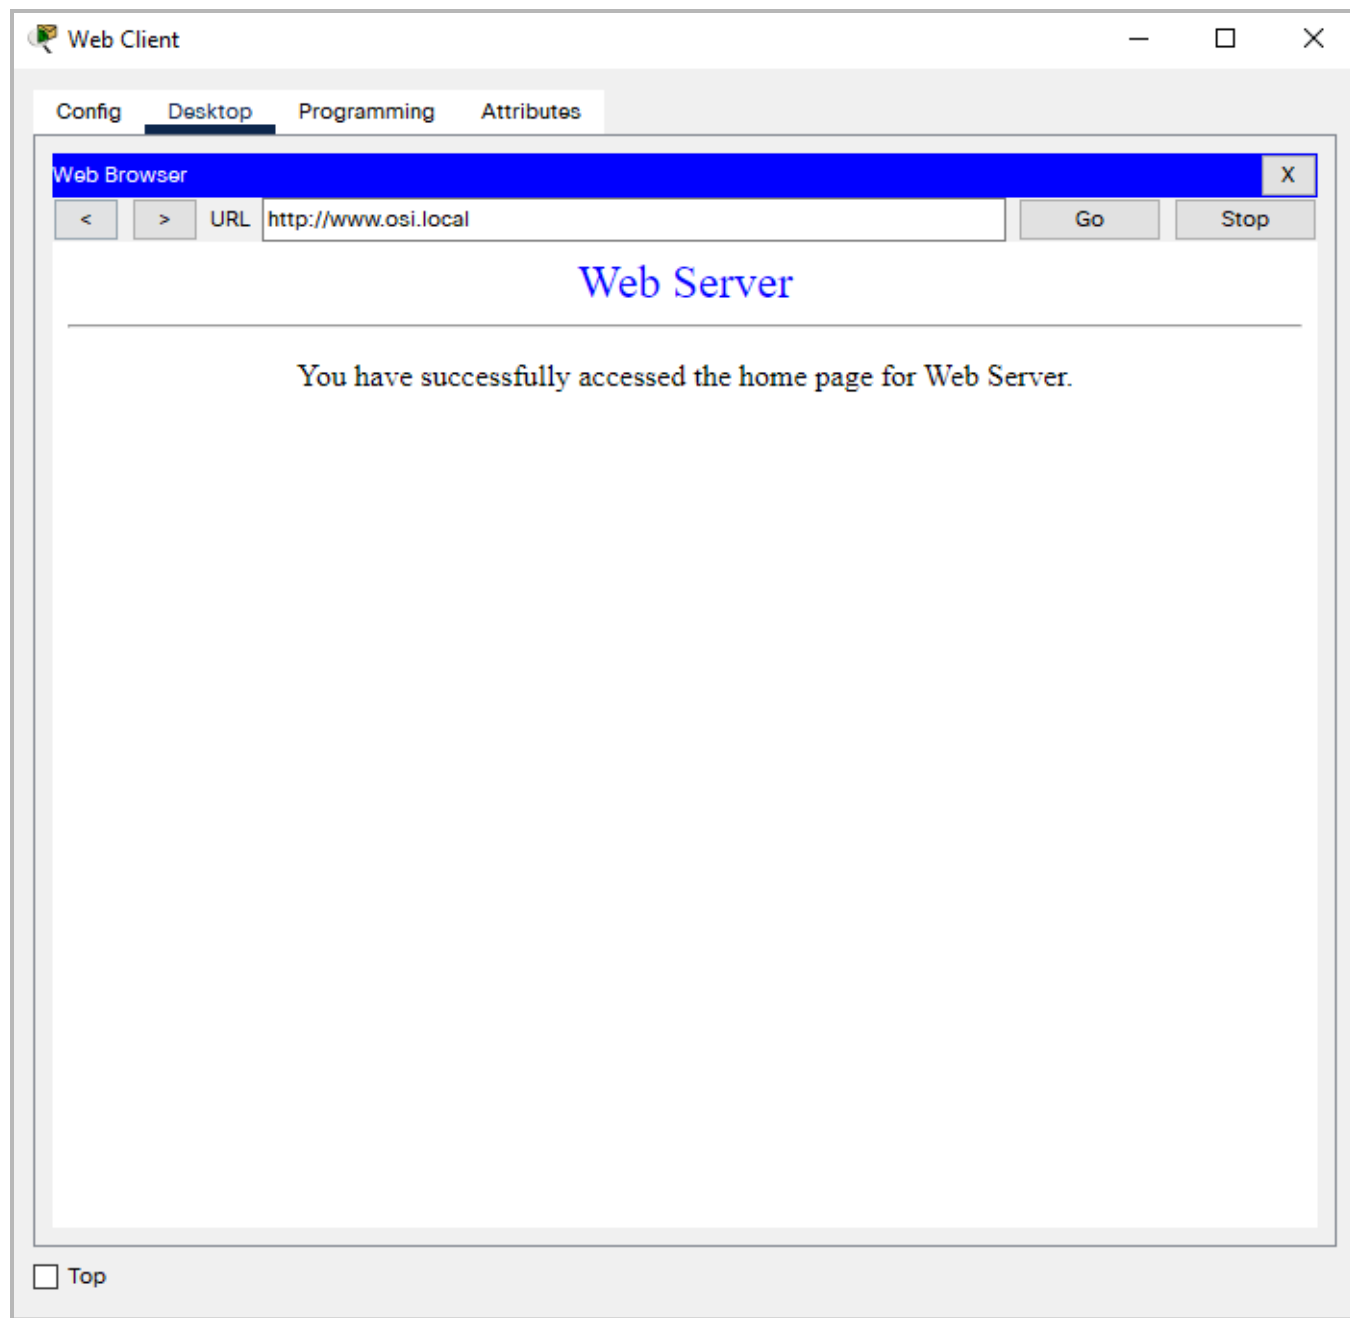 Web Client
Config Desktop Programming Attributes
Web Browser X
< > URL http://www.osi.local Go Stop
Web Server
You have successfully accessed the home page for Web Server.
Top